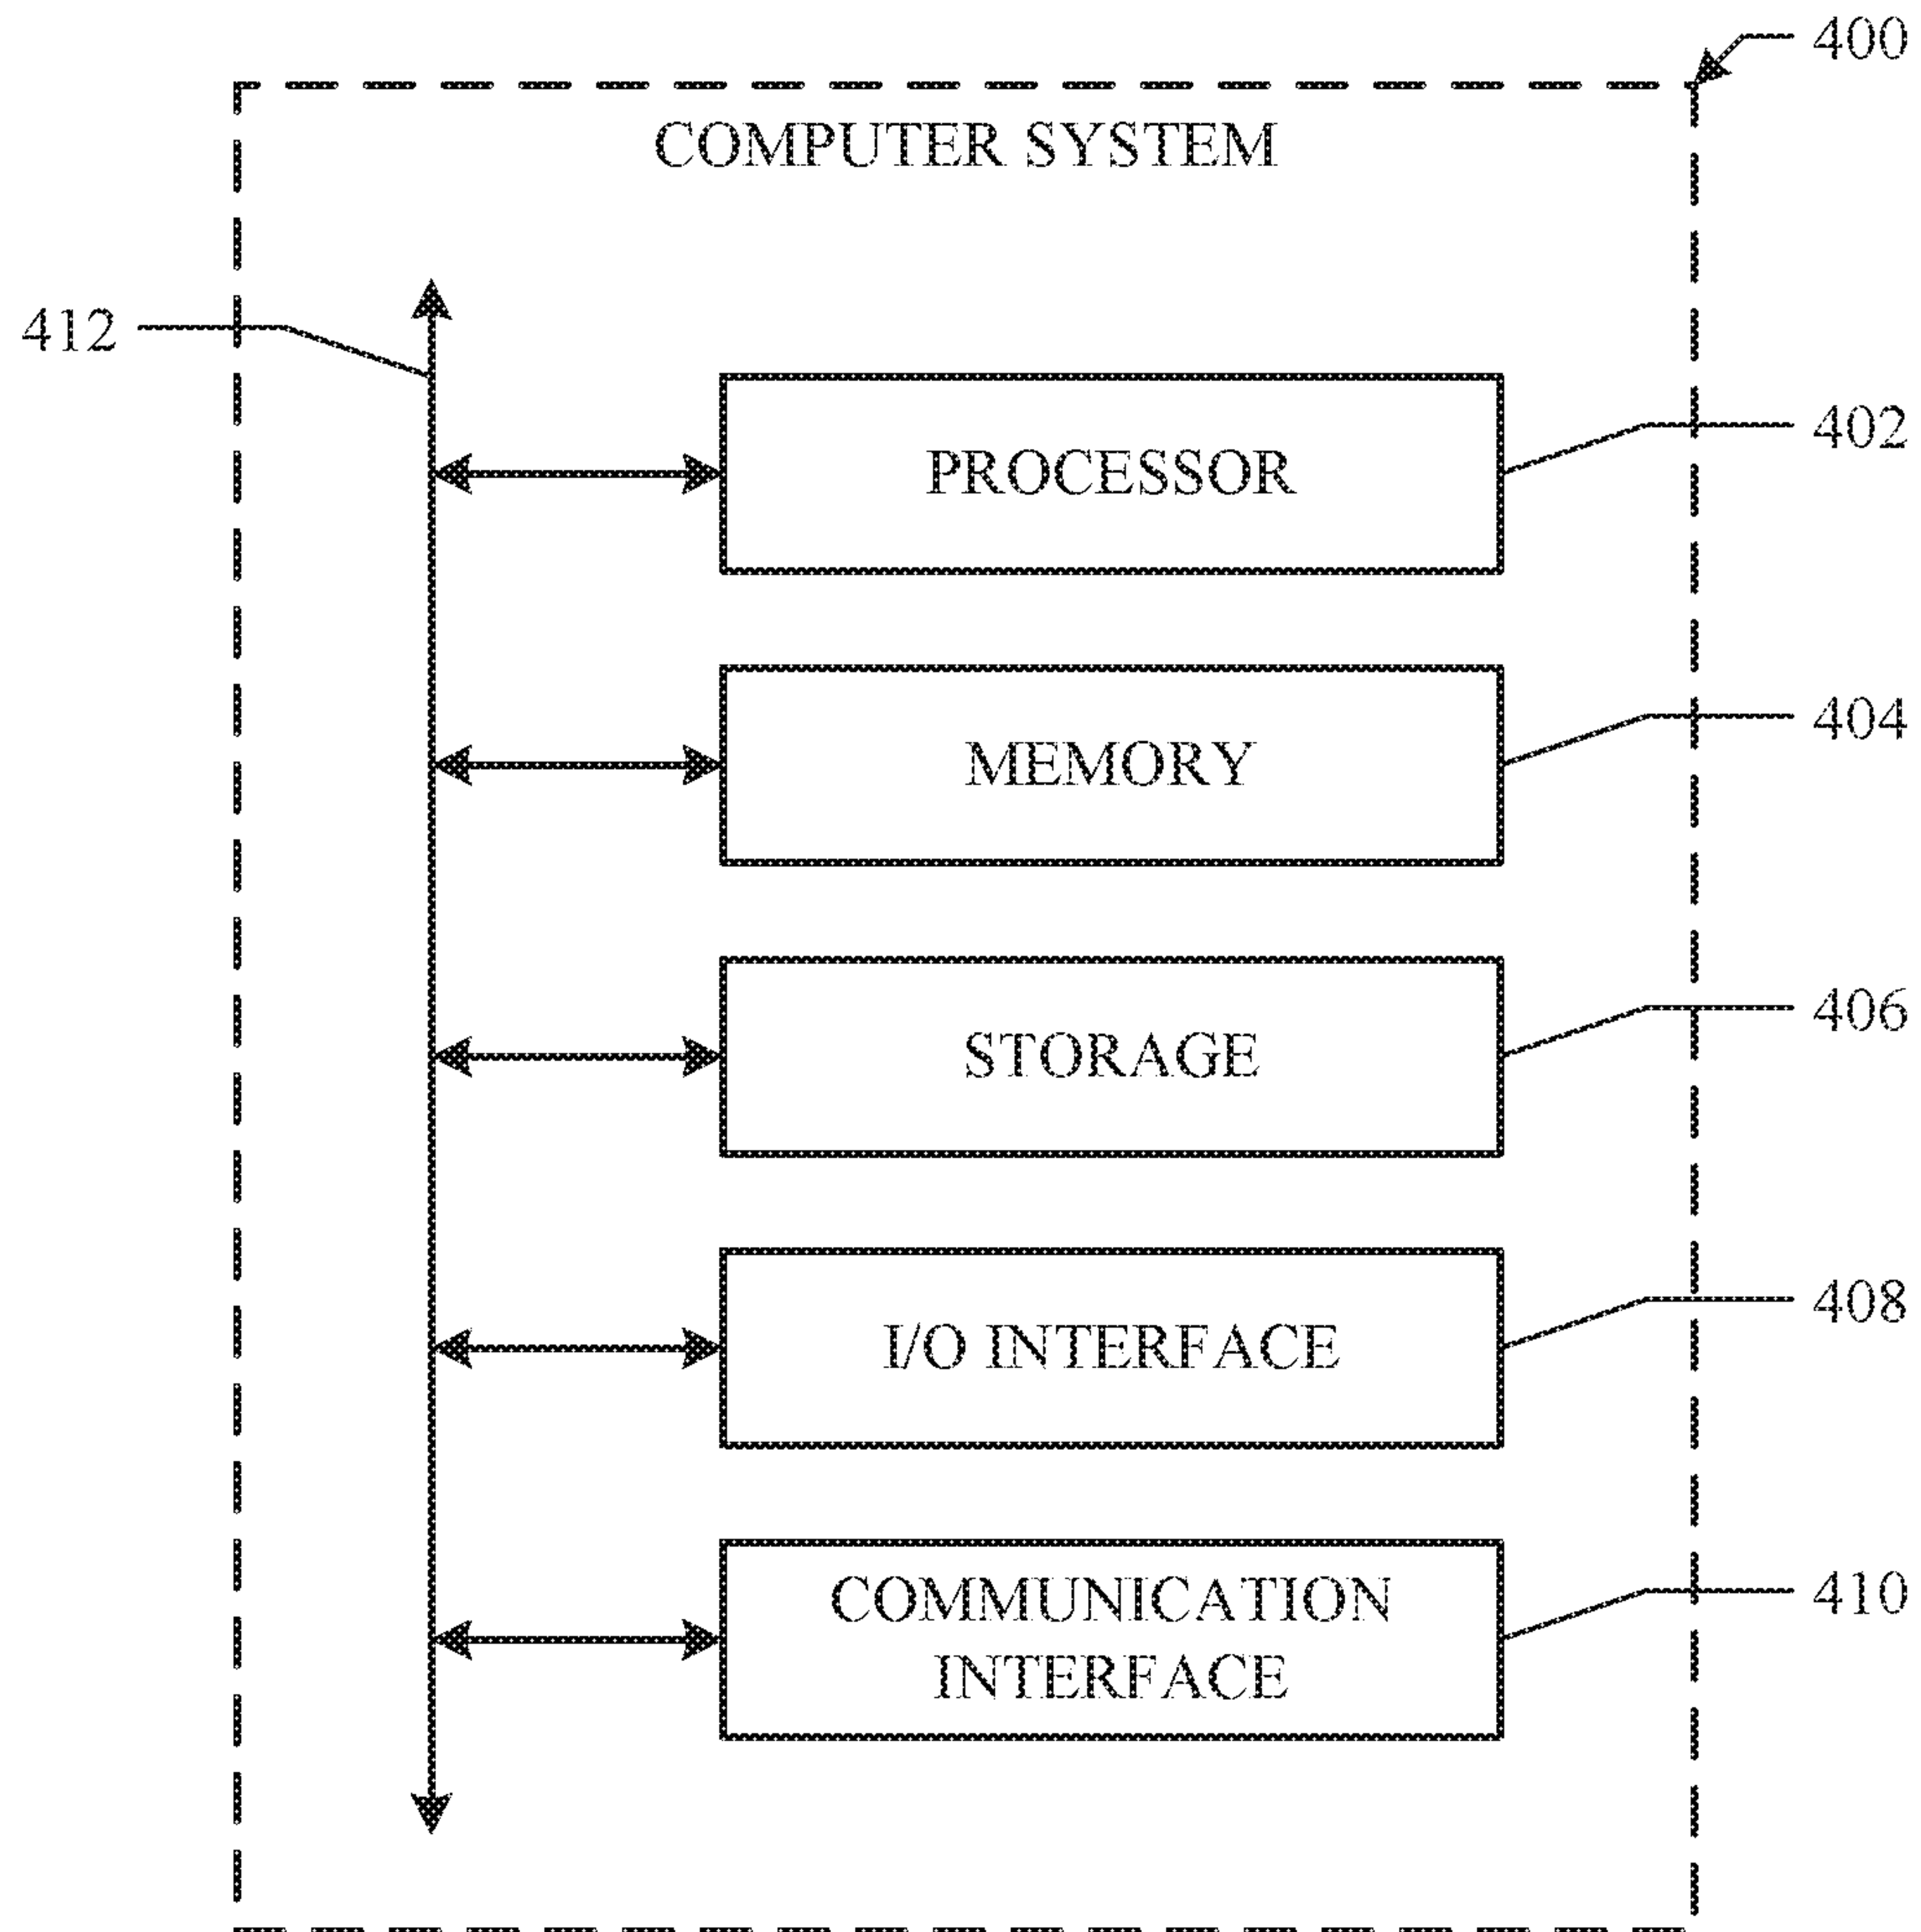 400
COMPUTER SYSTEM
412
PROCESSOR
402
MEMORY
404
STORAGE
406
I/O INTERFACE
408
COMMUNICATION
INTERFACE
410